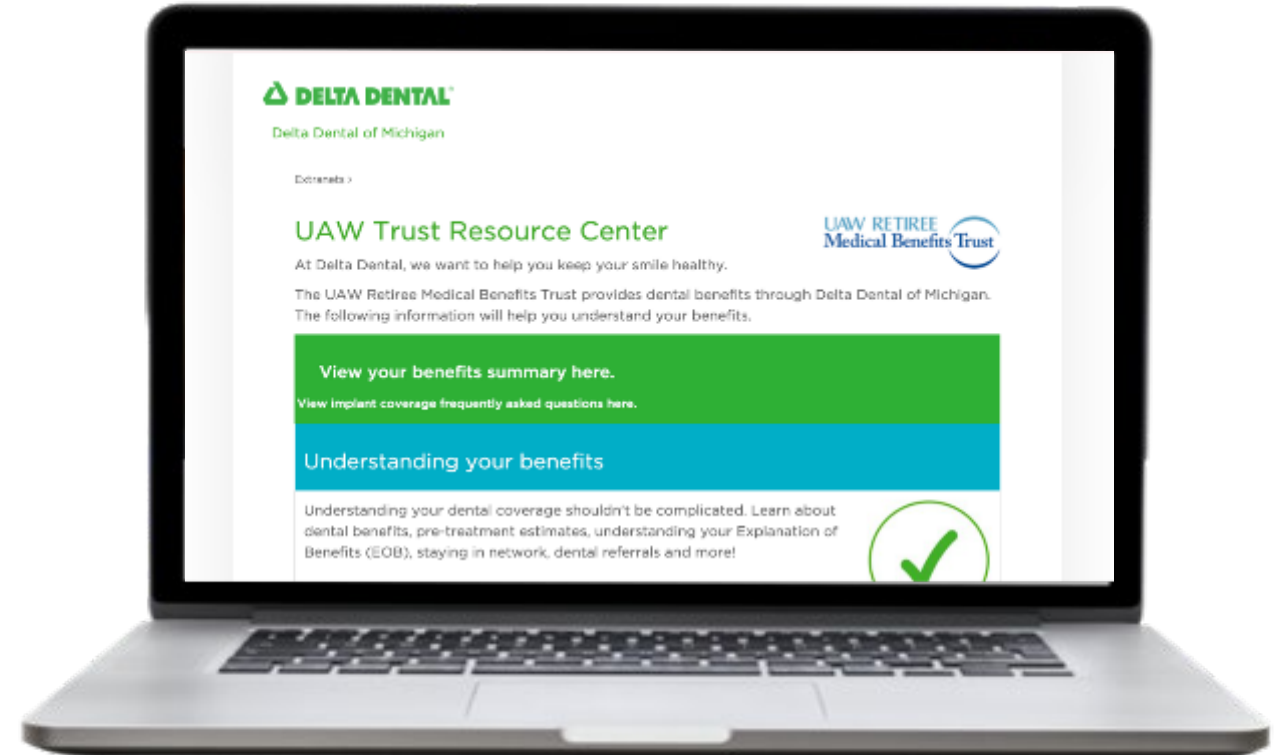 DELTA DENTAL®
Delta Dental of Michigan
Extranets >
UAW Trust Resource Center
UAW RETIREE
Medical Benefits Trust
At Delta Dental, we want to help you keep your smile healthy.
The UAW Retiree Medical Benefits Trust provides dental benefits through Delta Dental of Michigan.
The following information will help you understand your benefits.
View your benefits summary here.
View implant coverage frequently asked questions here.
Understanding your benefits
Understanding your dental coverage shouldn't be complicated. Learn about
dental benefits, pre-treatment estimates, understanding your Explanation of
Benefits (EOB), staying in network, dental referrals and more!